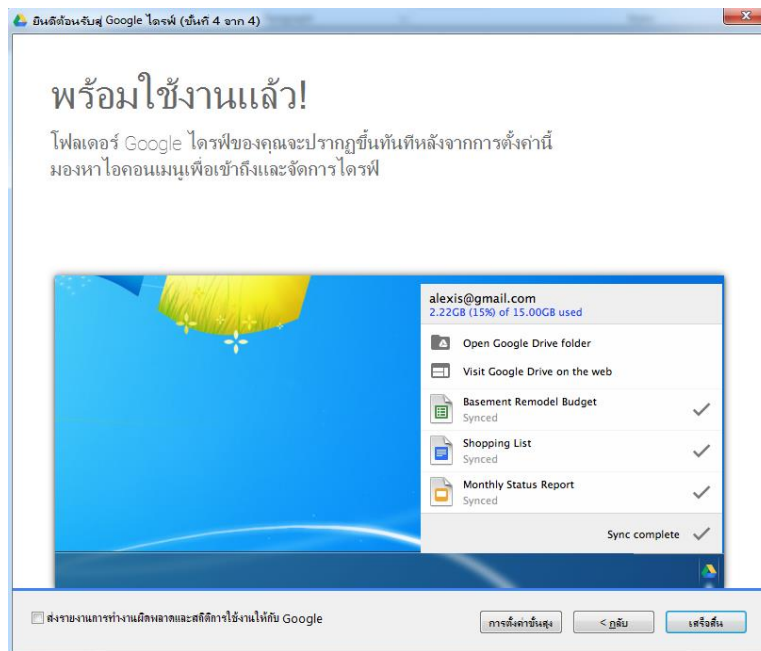 ยินดีต้อนรับสู่ Google ไดรฟ์ (ขั้นที่ 4 จาก 4)
พร้อมใช้งานแล้ว!
โฟลเดอร์ Google ไดรฟ์ของคุณจะปรากฏขึ้นทันทีหลังจากการตั้งค่านี้
มองหาไอคอนเมนูเพื่อเข้าถึงและจัดการไดรฟ์
alexis@gmail.com
2.22GB (15%) of 15.00GB used
Open Google Drive folder
Visit Google Drive on the web
Basement Remodel Budget
Synced
Shopping List
Synced
Monthly Status Report
Synced
Sync complete
ส่งรายงานการทำงานผิดพลาดและสถิติการใช้งานให้กับ Google
การตั้งค่าขั้นสูง
< กลับ
เสร็จสิ้น